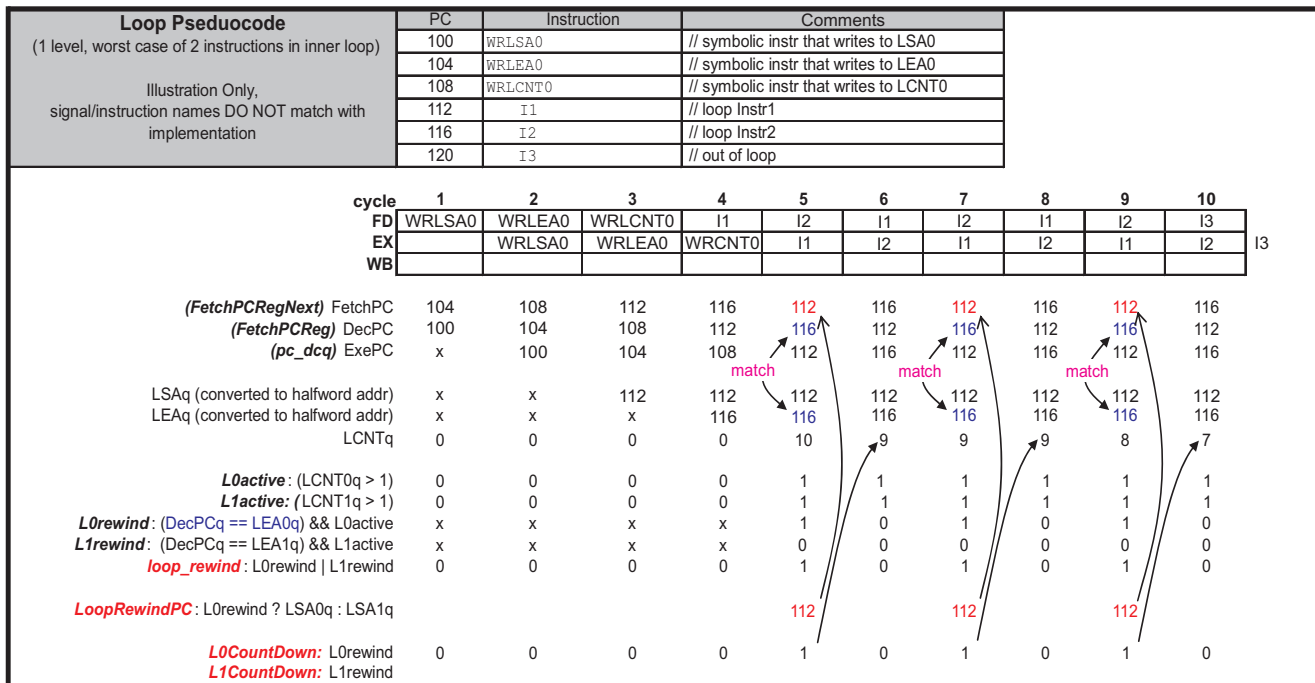 Loop Pseduocode
(1 level, worst case of 2 instructions in inner loop)
Illustration Only,
signal/instruction names DO NOT match with
implementation
PC Instruction Comments
100 WRLSA0 // symbolic instr that writes to LSA0
104 WRLEA0 // symbolic instr that writes to LEA0
108 WRLCNT0 // symbolic instr that writes to LCNT0
112 I1 // loop Instr1
116 I2 // loop Instr2
120 I3 // out of loop
cycle 1 2 3 4 5 6 7 8 9 10
FD WRLSA0 WRLEA0 WRLCNT0 I1 I2 I1 I2 I1 I2 I3
EX WRLSA0 WRLEA0 WRCNT0 I1 I2 I1 I2 I1 I2 I3
WB
(FetchPCRegNext) FetchPC 104 108 112 116 112 116 112 116 112 116
(FetchPCReg) DecPC 100 104 108 112 116 112 116 112 116 112
(pc_dcq) ExePC x 100 104 108 112 116 112 116 112 116
match match match
LSAq (converted to halfword addr) x x 112 112 112 112 112 112 112 112
LEAq (converted to halfword addr) x x x 116 116 116 116 116 116 116
LCNTq 0 0 0 0 10 9 9 9 8 7
L0active : (LCNT0q > 1) 0 0 0 0 1 1 1 1 1 1
L1active: (LCNT1q > 1) 0 0 0 0 1 1 1 1 1 1
L0rewind : (DecPCq == LEA0q) && L0active x x x x 1 0 1 0 1 0
L1rewind : (DecPCq == LEA1q) && L1active x x x x 0 0 0 0 0 0
loop_rewind : L0rewind | L1rewind 0 0 0 0 1 0 1 0 1 0
LoopRewindPC : L0rewind ? LSA0q : LSA1q 112 112 112
L0CountDown: L0rewind 0 0 0 0 1 0 1 0 1 0
L1CountDown: L1rewind